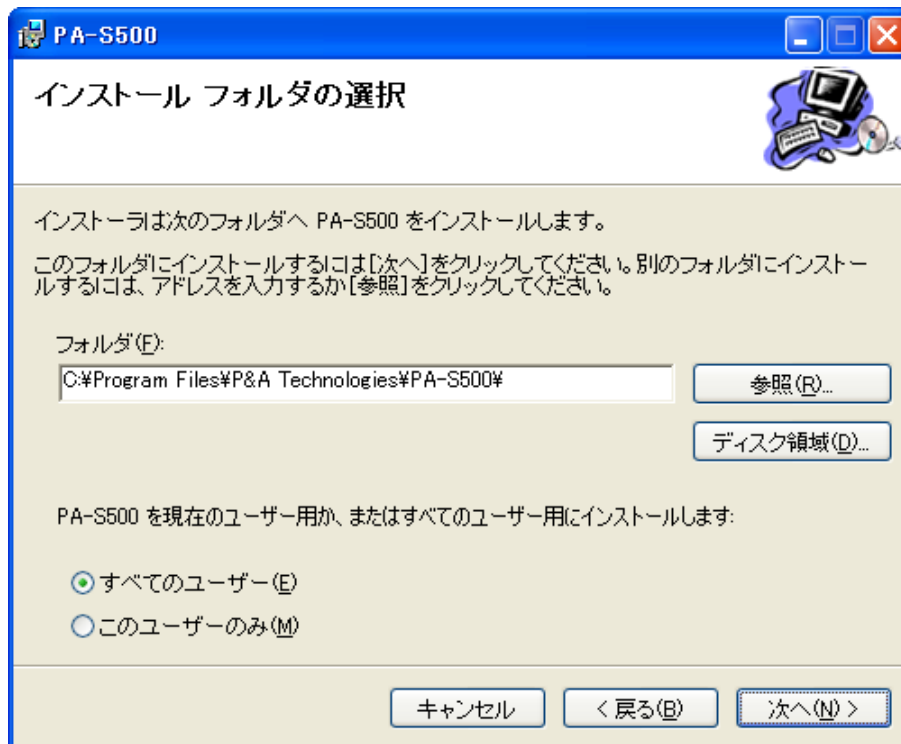 PA-S500
インストール フォルダの選択
インストーラは次のフォルダへ PA-S500 をインストールします。
このフォルダにインストールするには[次へ]をクリックしてください。別のフォルダにインストー
ルするには、アドレスを入力するか[参照]をクリックしてください。
フォルダ(F):
C:¥Program Files¥P&A Technologies¥PA-S500¥
参照(R)...
ディスク領域(D)...
PA-S500 を現在のユーザー用か、またはすべてのユーザー用にインストールします:
すべてのユーザー(E)
このユーザーのみ(M)
キャンセル
< 戻る(B)
次へ(N) >